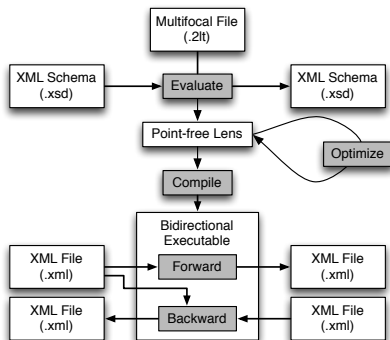 Multifocal File
(.2lt)
XML Schema
(.xsd)
Evaluate
XML Schema
(.xsd)
Point-free Lens
Optimize
Compile
Bidirectional
Executable
XML File
(.xml)
Forward
XML File
(.xml)
XML File
(.xml)
Backward
XML File
(.xml)